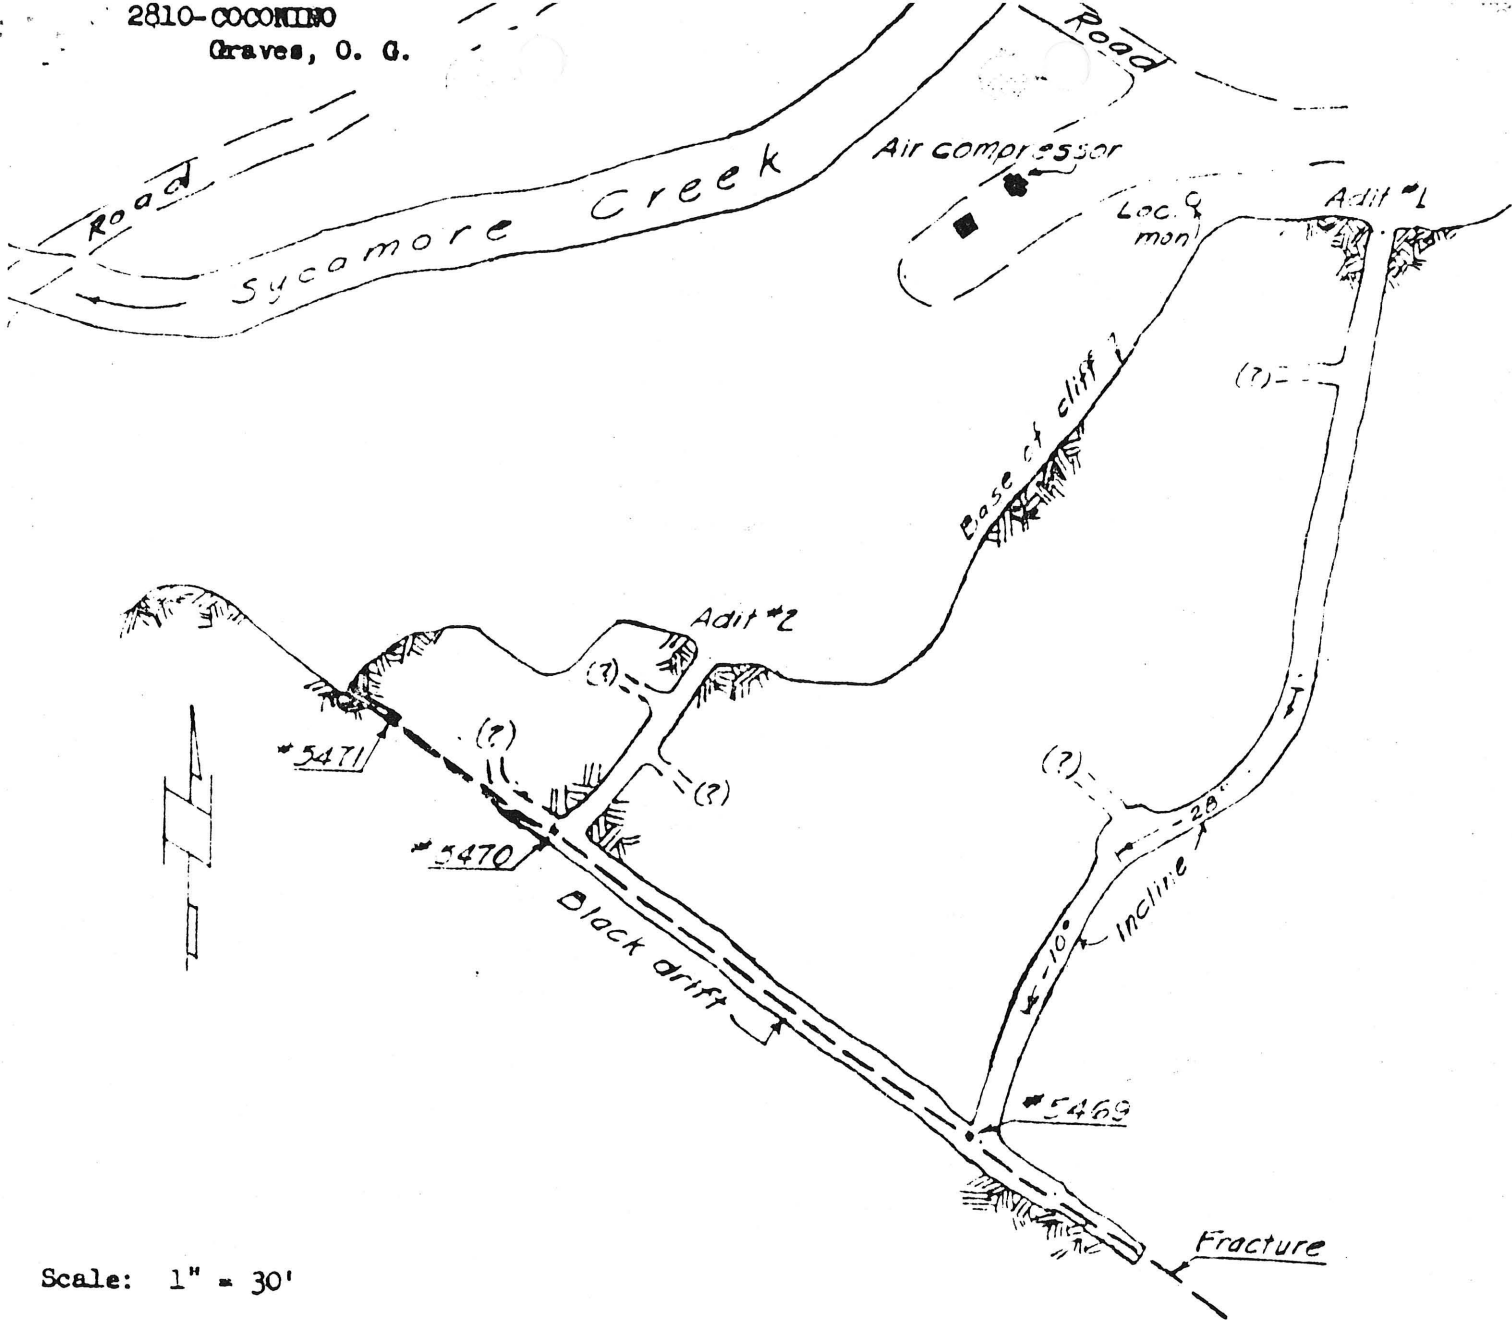 2810-COCONINO
Graves, O. G.
Road
Road
Sycamore Creek
Air compressor
Loc.
mon
Adit #1
(?)
Base of cliff
Adit #2
(?)
(?)
(?)
#5471
#5470
(?)
-28°
Incline
-10°
Black drift
#5469
Fracture
Scale: 1" = 30'